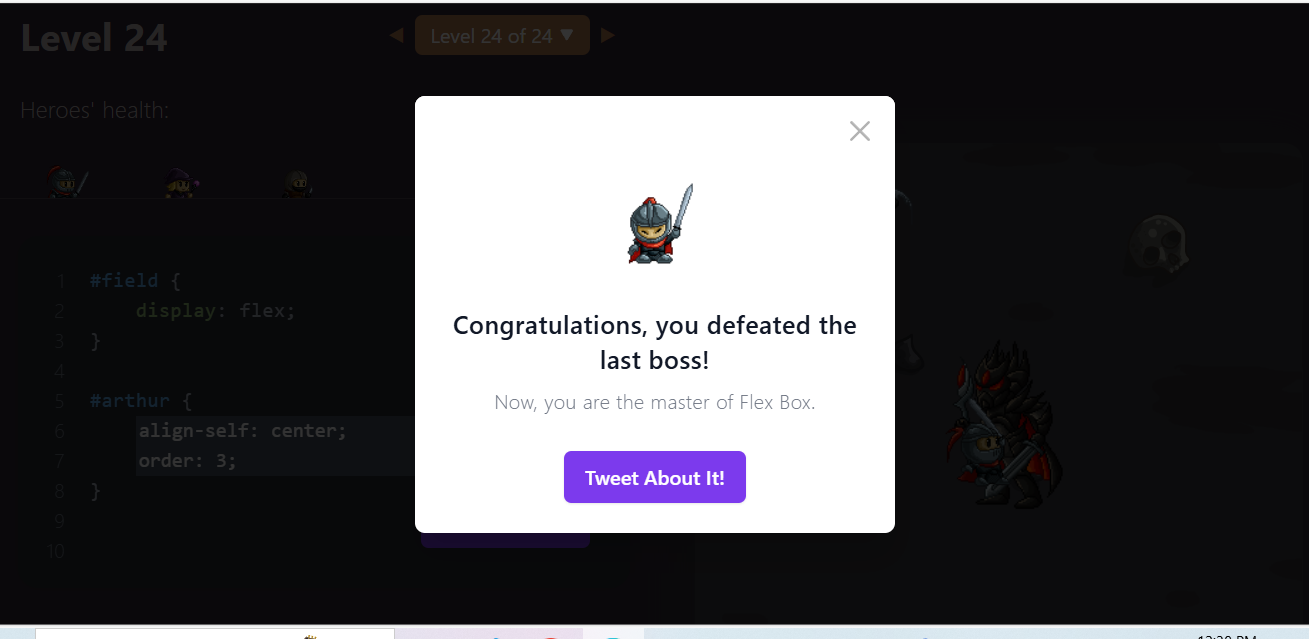 Level 24
Level 24 of 24 ▼
Heroes' health:
1 #field {
2 display: flex;
3 }
4
5 #arthur {
6 align-self: center;
7 order: 3;
8 }
9
10
Congratulations, you defeated the
last boss!
Now, you are the master of Flex Box.
Tweet About It!